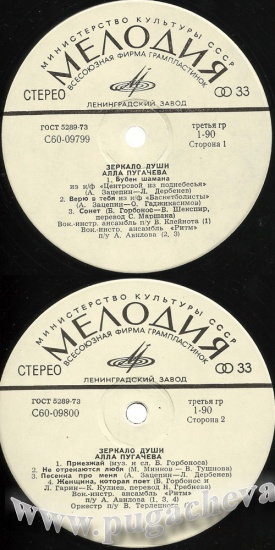 МИНИСТЕРСТВО КУЛЬТУРЫ СССР
МЕЛОДИЯ
ВСЕСОЮЗНАЯ ФИРМА ГРАМПЛАСТИНОК
СТЕРЕО
33
ЛЕНИНГРАДСКИЙ ЗАВОД
ГОСТ 5289-73
С60-09799
третья гр
1-90
Сторона 1
ЗЕРКАЛО ДУШИ
АЛЛА ПУГАЧЕВА
1. Бубен шамана
из к/ф «Центровой из поднебесья»
(А. Зацепин—Л. Дербенев)
2. Верю в тебя из к/ф «Баскетболисты»
(А. Зацепин—О. Гаджикасимов)
3. Сонет (Б. Горбонос—В. Шекспир,
перевод С. Маршака)
Вок.-инстр. ансамбль п/у В. Клейнота (1)
Вок.-инстр. ансамбль «Ритм»
п/у А. Авилова (2, 3)
МИНИСТЕРСТВО КУЛЬТУРЫ СССР
МЕЛОДИЯ
ВСЕСОЮЗНАЯ ФИРМА ГРАМПЛАСТИНОК
СТЕРЕО
33
ЛЕНИНГРАДСКИЙ ЗАВОД
ГОСТ 5289-73
С60-09800
третья гр
1-90
Сторона 2
ЗЕРКАЛО ДУШИ
АЛЛА ПУГАЧЕВА
1. Приезжай (муз. и сл. Б. Горбоноса)
2. Не отрекаются любя (М. Минков — В. Тушнова)
3. Песенка про меня (А. Зацепин—Л. Дербенев)
4. Женщина, которая поет (Б. Горбонос и
Л. Гарин—К. Кулиев, перевод Н. Гребнева)
Вок.-инстр. ансамбль «Ритм»
п/у А. Авилова (1, 3, 4)
Оркестр п/у В. Терлецкого (2)
www.pugacheva